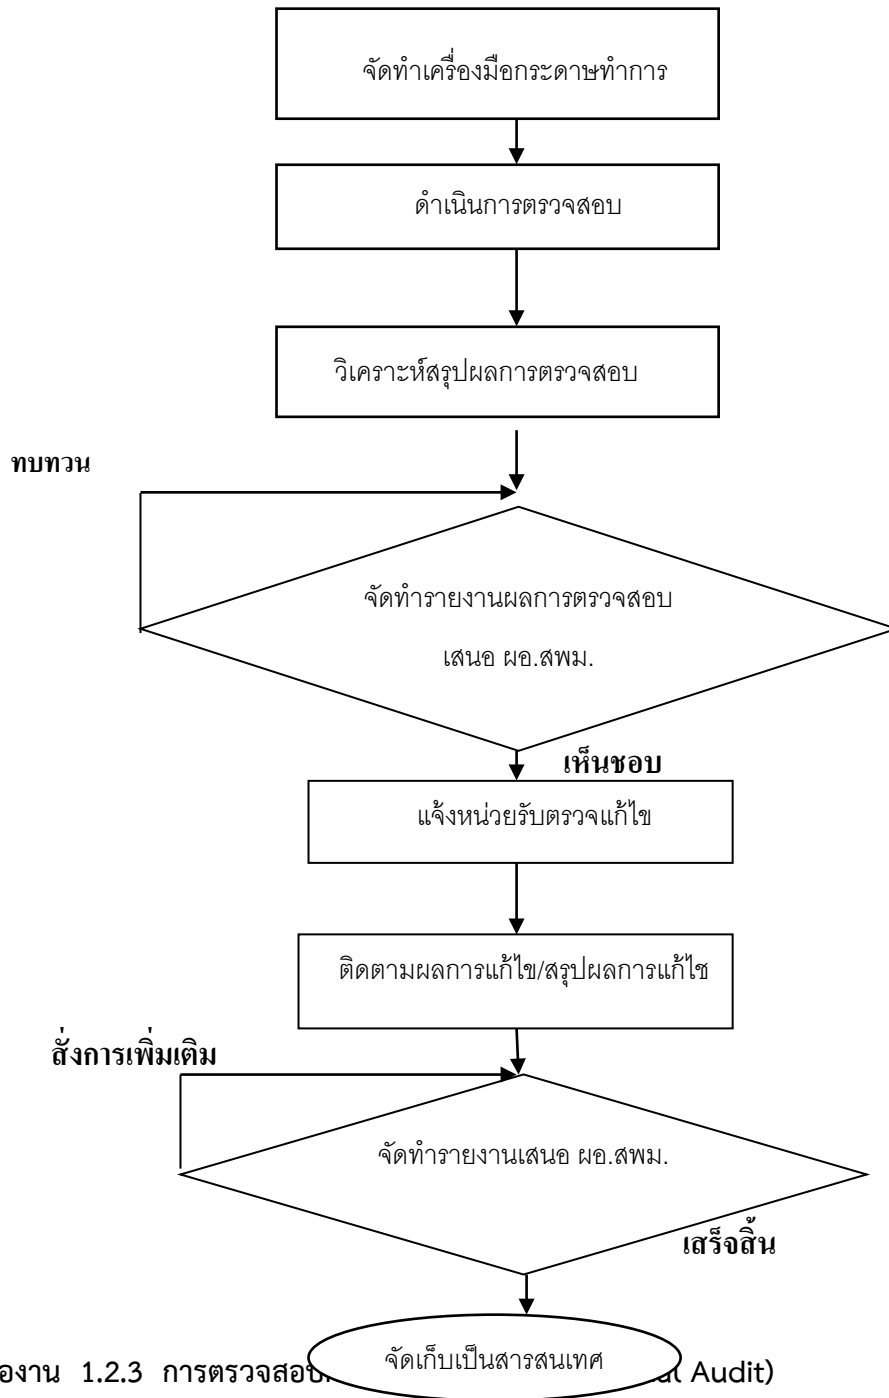 จัดทำเครื่องมือกระดาษทำการ
ดำเนินการตรวจสอบ
วิเคราะห์สรุปผลการตรวจสอบ
ทบทวน
จัดทำรายงานผลการตรวจสอบ
เสนอ ผอ.สพม.
เห็นชอบ
แจ้งหน่วยรับตรวจแก้ไข
ติดตามผลการแก้ไข/สรุปผลการแก้ไช
สั่งการเพิ่มเติม
จัดทำรายงานเสนอ ผอ.สพม.
เสร็จสิ้น
จัดเก็บเป็นสารสนเทศ
องาน 1.2.3 การตรวจสอบ Audit)